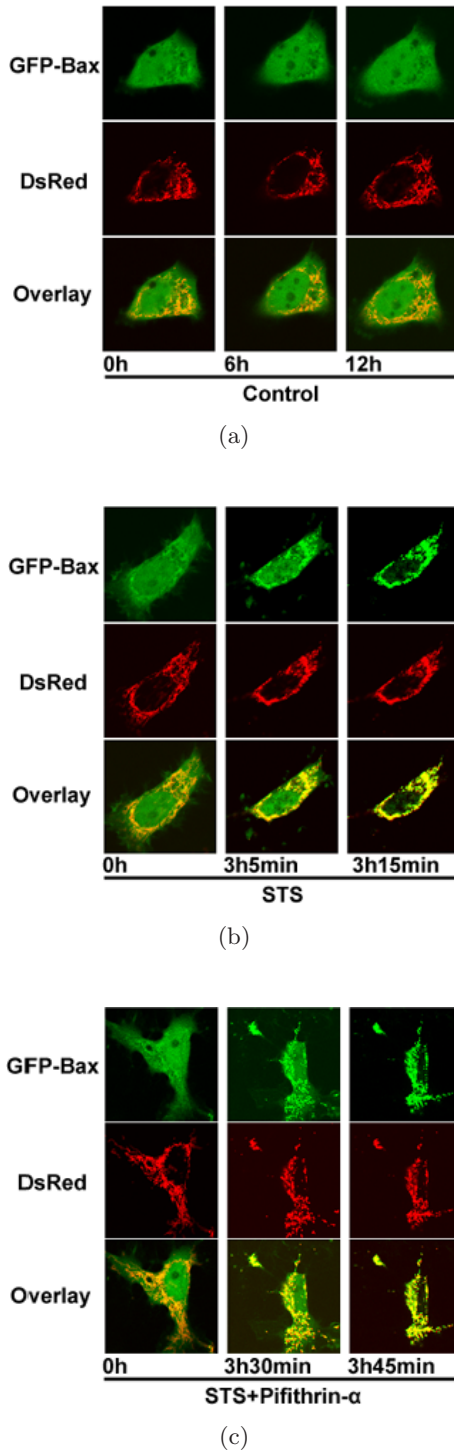 GFP-Bax
DsRed
Overlay
0h 6h 12h
Control
(a)
GFP-Bax
DsRed
Overlay
0h 3h5min 3h15min
STS
(b)
GFP-Bax
DsRed
Overlay
0h 3h30min 3h45min
STS+Pifithrin-α
(c)